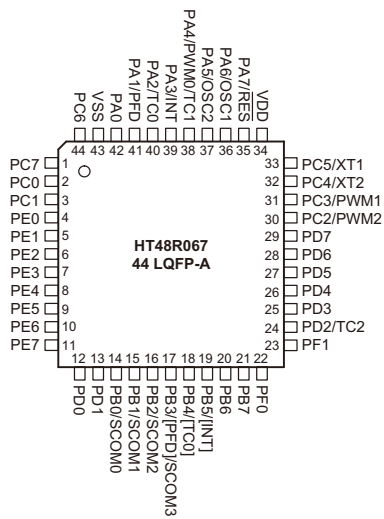 PC6
VSS
PA0
PA1/PFD
PA2/TC0
PA3/INT
PA4/PWM0/TC1
PA5/OSC2
PA6/OSC1
PA7/RES
VDD
44 43 42 41 40 39 38 37 36 35 34
PC7 1
PC0 2
PC1 3
PE0 4
PE1 5
PE2 6
PE3 7
PE4 8
PE5 9
PE6 10
PE7 11
HT48R067
44 LQFP-A
33 PC5/XT1
32 PC4/XT2
31 PC3/PWM1
30 PC2/PWM2
29 PD7
28 PD6
27 PD5
26 PD4
25 PD3
24 PD2/TC2
23 PF1
12 13 14 15 16 17 18 19 20 21 22
PD0
PD1
PB0/SCOM0
PB1/SCOM1
PB2/SCOM2
PB3/[PFD]/SCOM3
PB4/[TC0]
PB5/[INT]
PB6
PB7
PF0